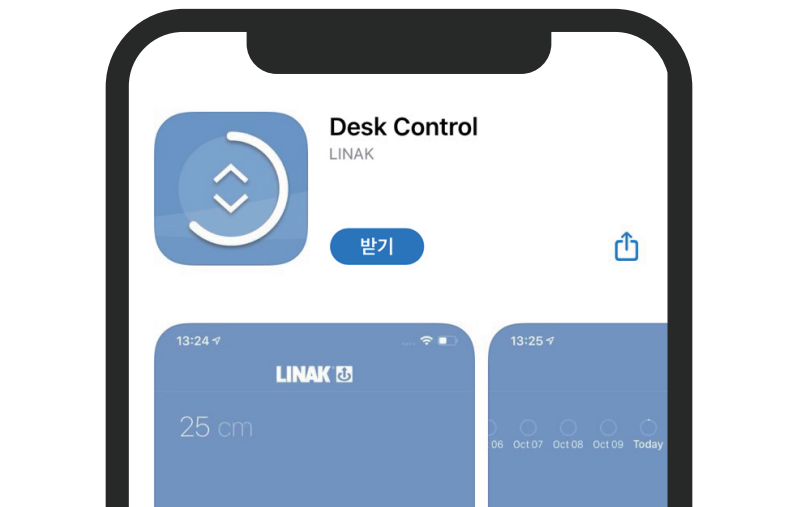 Desk Control
LINAK
받기
13:24
13:25
LINAK
25 cm
06 Oct 07 Oct 08 Oct 09 Today